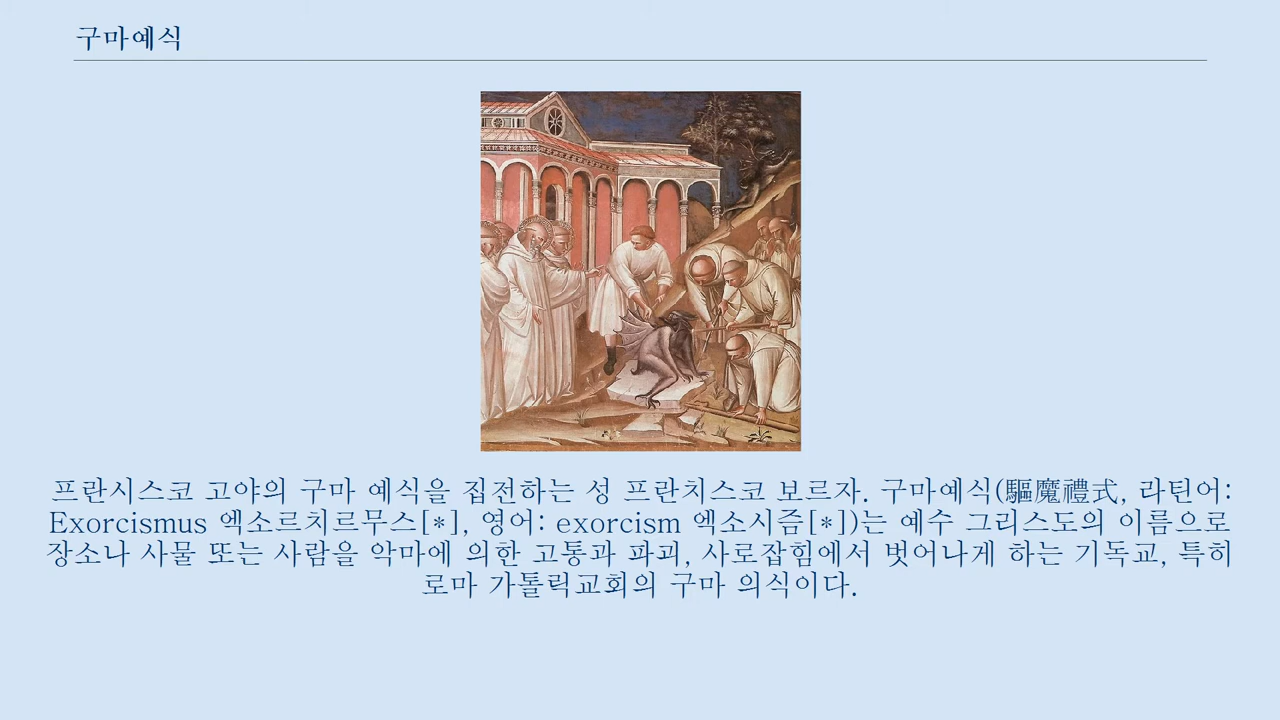 구마예식
프란시스코 고야의 구마 예식을 집전하는 성 프란치스코 보르자. 구마예식(驅魔禮式, 라틴어:
Exorcismus 엑소르치르무스[*], 영어: exorcism 엑소시즘[*])는 예수 그리스도의 이름으로
장소나 사물 또는 사람을 악마에 의한 고통과 파괴, 사로잡힘에서 벗어나게 하는 기독교, 특히
로마 가톨릭교회의 구마 의식이다.